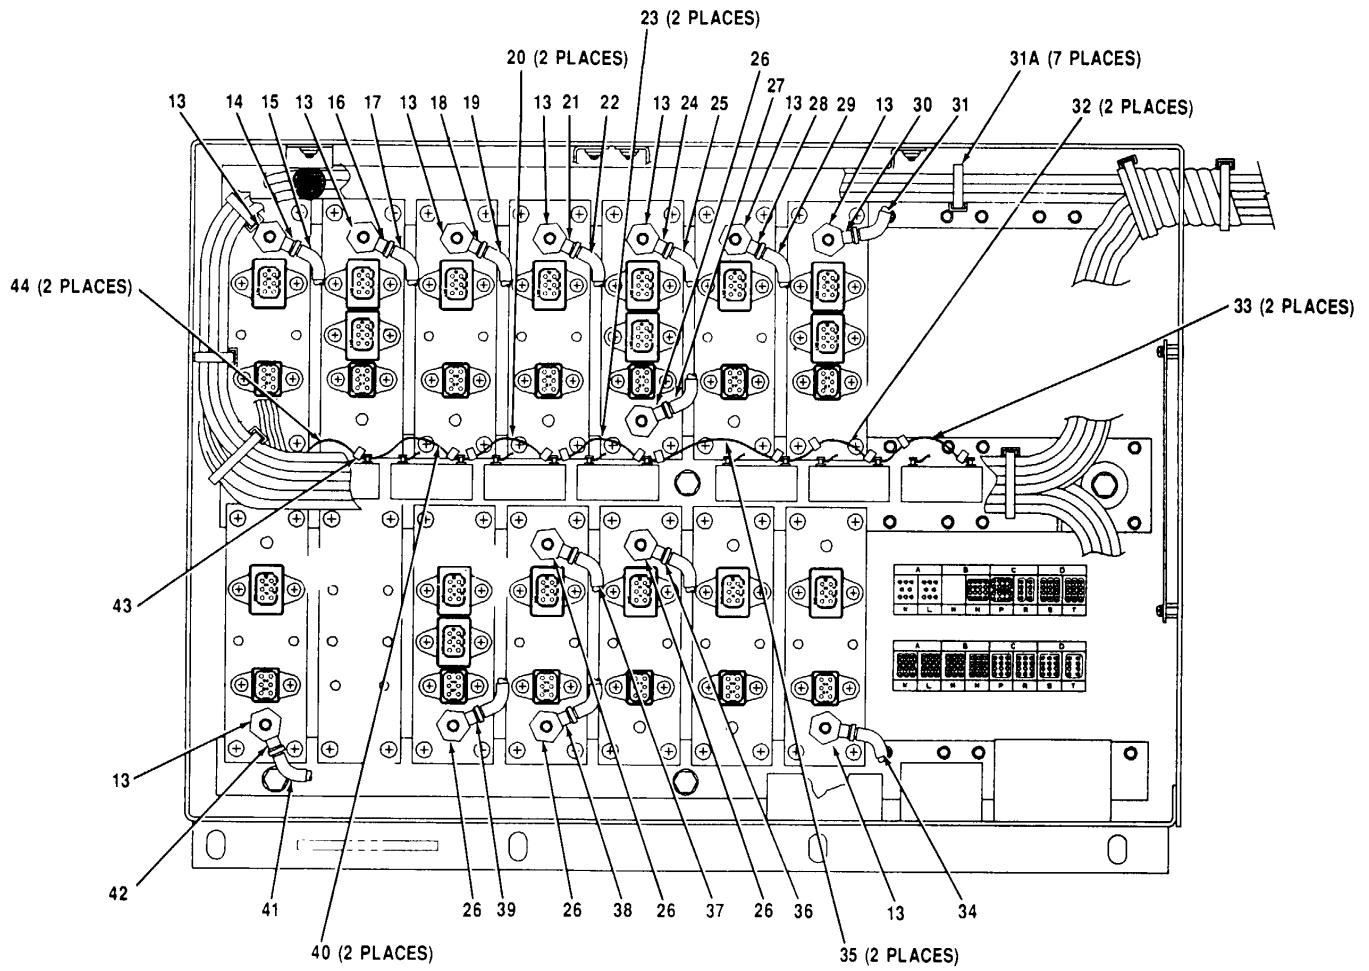 23 (2 PLACES)
20 (2 PLACES) 26 31A (7 PLACES)
27
13 14 15 13 16 17 13 18 19 13 21 22 13 24 25 13 28 29 13 30 31 32 (2 PLACES)
44 (2 PLACES)
33 (2 PLACES)
43
A B C D
K L M N P R S T
A B C D
K L M N P R S T
13
42
41 26 39 26 38 26 37 26 36 13 34
40 (2 PLACES) 35 (2 PLACES)